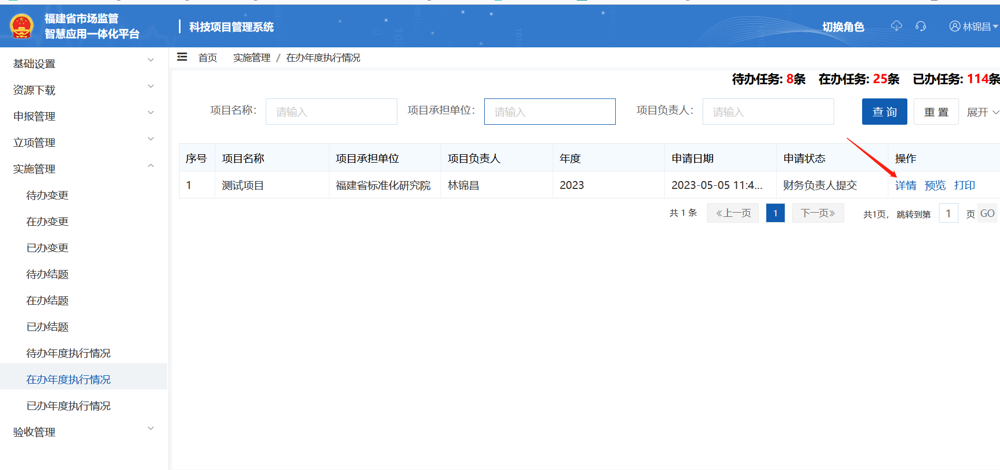 福建省市场监管
智慧应用一体化平台
科技项目管理系统
切换角色
林锦昌
基础设置
资源下载
申报管理
立项管理
实施管理
待办变更
在办变更
已办变更
待办结题
在办结题
已办结题
待办年度执行情况
在办年度执行情况
已办年度执行情况
验收管理
首页 实施管理 / 在办年度执行情况
待办任务: 8条 在办任务: 25条 已办任务: 114条
项目名称: 请输入 项目承担单位: 请输入 项目负责人: 请输入 查 询 重 置 展开
序号 项目名称 项目承担单位 项目负责人 年度 申请日期 申请状态 操作
1 测试项目 福建省标准化研究院 林锦昌 2023 2023-05-05 11:4... 财务负责人提交 详情 预览 打印
共 1 条 «上一页 1 下一页» 共1页, 跳转到第 1 页 GO